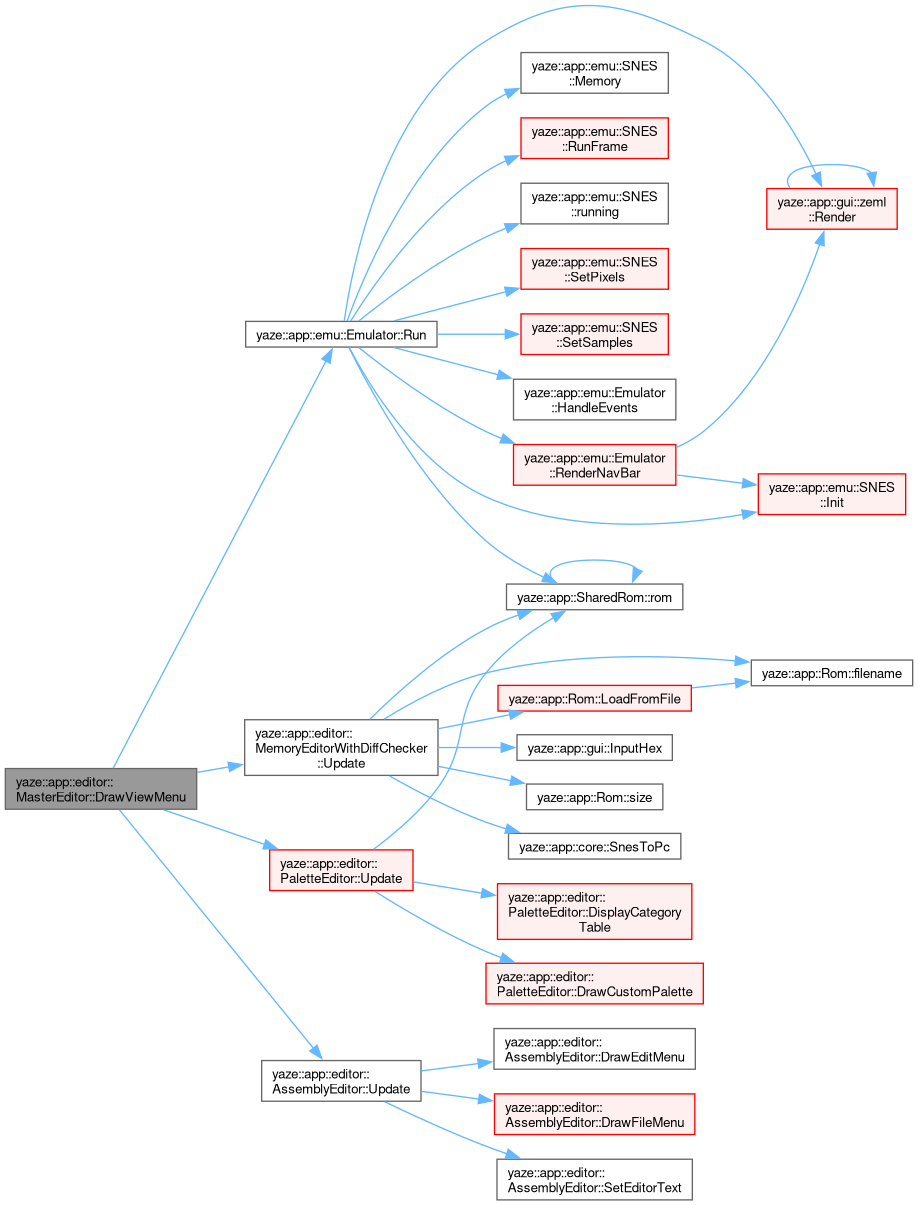 yaze::app::emu::SNES
::Memory
yaze::app::emu::SNES
::RunFrame
yaze::app::emu::SNES
::running
yaze::app::gui::zeml
::Render
yaze::app::emu::SNES
::SetPixels
yaze::app::emu::Emulator::Run
yaze::app::emu::SNES
::SetSamples
yaze::app::emu::Emulator
::HandleEvents
yaze::app::emu::Emulator
::RenderNavBar
yaze::app::emu::SNES
::Init
yaze::app::SharedRom::rom
yaze::app::Rom::filename
yaze::app::Rom::LoadFromFile
yaze::app::editor::
MemoryEditorWithDiffChecker
::Update
yaze::app::gui::InputHex
yaze::app::editor::
MasterEditor::DrawViewMenu
yaze::app::Rom::size
yaze::app::core::SnesToPc
yaze::app::editor::
PaletteEditor::Update
yaze::app::editor::
PaletteEditor::DisplayCategory
Table
yaze::app::editor::
PaletteEditor::DrawCustomPalette
yaze::app::editor::
AssemblyEditor::DrawEditMenu
yaze::app::editor::
AssemblyEditor::Update
yaze::app::editor::
AssemblyEditor::DrawFileMenu
yaze::app::editor::
AssemblyEditor::SetEditorText